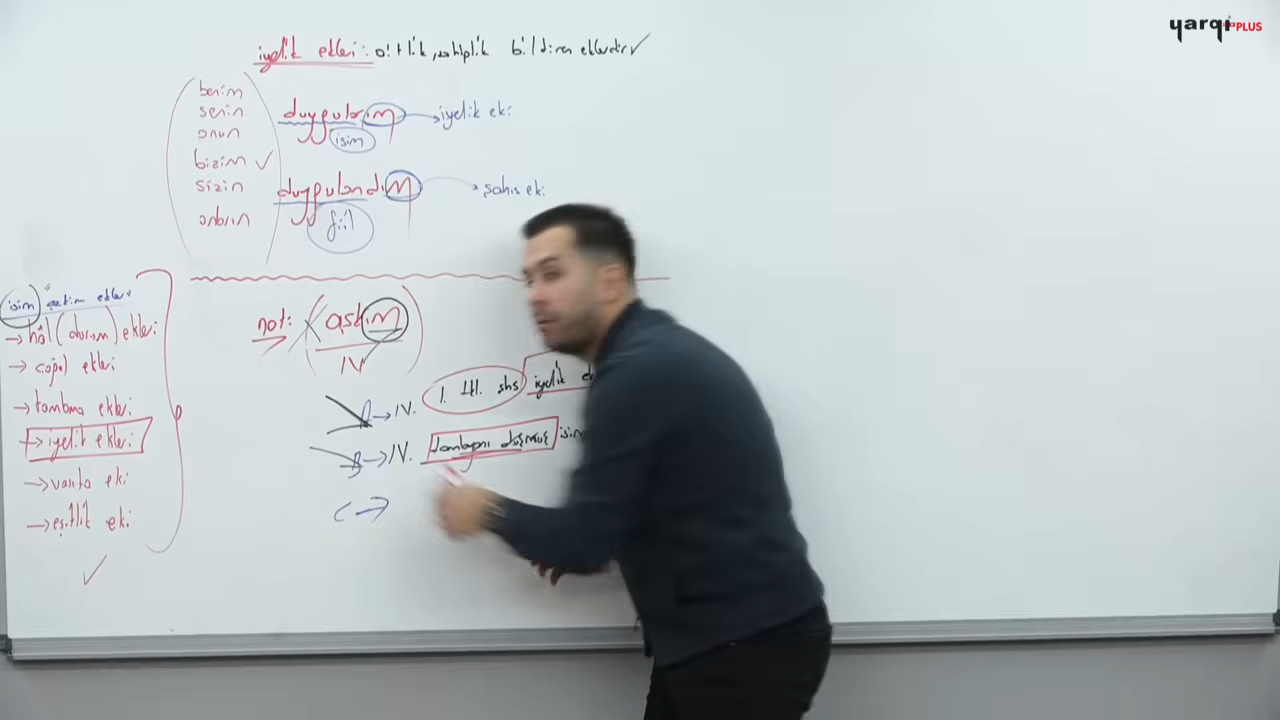 yargı PLUS
iyelik ekleri: aitlik, sahiplik bildiren eklerdir ✓
benim
senin
onun
bizim ✓
sizin
onların
duygularım → iyelik eki
isim
duygulandım → şahıs eki
fiil
isim çekim ekleri
→ hâl (durum) ekleri
→ çoğul ekleri
→ tamlama ekleri
→ iyelik ekleri
→ vasıta eki
→ eşitlik eki
✓
not: (aşkım)
IV
→ IV. 1. tkl. şhs iyelik
B → IV. tamlayanı düşmüş isim
C →